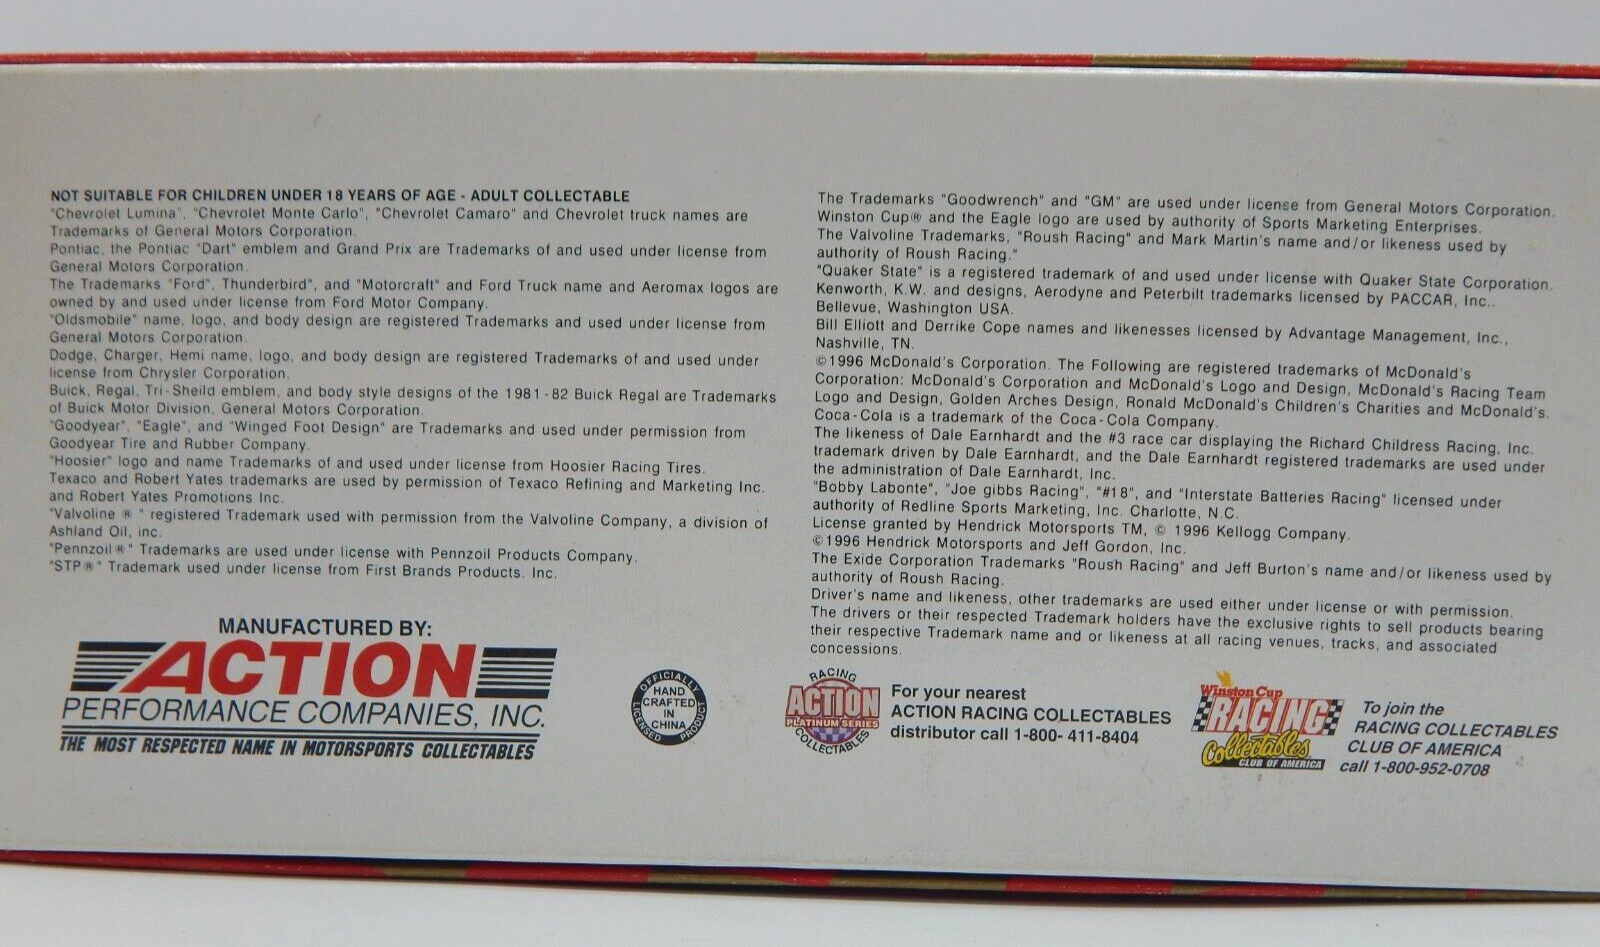 NOT SUITABLE FOR CHILDREN UNDER 18 YEARS OF AGE - ADULT COLLECTABLE
"Chevrolet Lumina", "Chevrolet Monte Carlo", "Chevrolet Camaro" and Chevrolet truck names are
Trademarks of General Motors Corporation.
Pontiac, the Pontiac "Dart" emblem and Grand Prix are Trademarks of and used under license from
General Motors Corporation.
The Trademarks "Ford", Thunderbird", and "Motorcraft" and Ford Truck name and Aeromax logos are
owned by and used under license from Ford Motor Company.
"Oldsmobile" name, logo, and body design are registered Trademarks and used under license from
General Motors Corporation.
Dodge, Charger, Hemi name, logo, and body design are registered Trademarks of and used under
license from Chrysler Corporation.
Buick, Regal, Tri-Sheild emblem, and body style designs of the 1981-82 Buick Regal are Trademarks
of Buick Motor Division, General Motors Corporation.
"Goodyear", "Eagle", and "Winged Foot Design" are Trademarks and used under permission from
Goodyear Tire and Rubber Company.
"Hoosier" logo and name Trademarks of and used under license from Hoosier Racing Tires.
Texaco and Robert Yates trademarks are used by permission of Texaco Refining and Marketing Inc.
and Robert Yates Promotions Inc.
"Valvoline ® " registered Trademark used with permission from the Valvoline Company, a division of
Ashland Oil, inc.
"Pennzoil®" Trademarks are used under license with Pennzoil Products Company.
"STP®" Trademark used under license from First Brands Products. Inc.
MANUFACTURED BY:
ACTION
PERFORMANCE COMPANIES, INC.
THE MOST RESPECTED NAME IN MOTORSPORTS COLLECTABLES
OFFICIALLY LICENSED PRODUCT
HAND
CRAFTED
IN
CHINA
The Trademarks "Goodwrench" and "GM" are used under license from General Motors Corporation.
Winston Cup® and the Eagle logo are used by authority of Sports Marketing Enterprises.
The Valvoline Trademarks, "Roush Racing" and Mark Martin's name and/or likeness used by
authority of Roush Racing."
"Quaker State" is a registered trademark of and used under license with Quaker State Corporation.
Kenworth, K.W. and designs, Aerodyne and Peterbilt trademarks licensed by PACCAR, Inc..
Bellevue, Washington USA.
Bill Elliott and Derrike Cope names and likenesses licensed by Advantage Management, Inc.,
Nashville, TN.
©1996 McDonald's Corporation. The Following are registered trademarks of McDonald's
Corporation: McDonald's Corporation and McDonald's Logo and Design, McDonald's Racing Team
Logo and Design, Golden Arches Design, Ronald McDonald's Children's Charities and McDonald's.
Coca-Cola is a trademark of the Coca-Cola Company.
The likeness of Dale Earnhardt and the #3 race car displaying the Richard Childress Racing, Inc.
trademark driven by Dale Earnhardt, and the Dale Earnhardt registered trademarks are used under
the administration of Dale Earnhardt, Inc.
"Bobby Labonte", "Joe gibbs Racing", "#18", and "Interstate Batteries Racing" licensed under
authority of Redline Sports Marketing, Inc. Charlotte, N.C.
License granted by Hendrick Motorsports TM, © 1996 Kellogg Company.
©1996 Hendrick Motorsports and Jeff Gordon, Inc.
The Exide Corporation Trademarks "Roush Racing" and Jeff Burton's name and/or likeness used by
authority of Roush Racing.
Driver's name and likeness, other trademarks are used either under license or with permission.
The drivers or their respected Trademark holders have the exclusive rights to sell products bearing
their respective Trademark name and or likeness at all racing venues, tracks, and associated
concessions.
RACING
ACTION
PLATINUM SERIES
COLLECTABLES
For your nearest
ACTION RACING COLLECTABLES
distributor call 1-800- 411-8404
Winston Cup
RACING
Collectables
CLUB OF AMERICA
To join the
RACING COLLECTABLES
CLUB OF AMERICA
call 1-800-952-0708